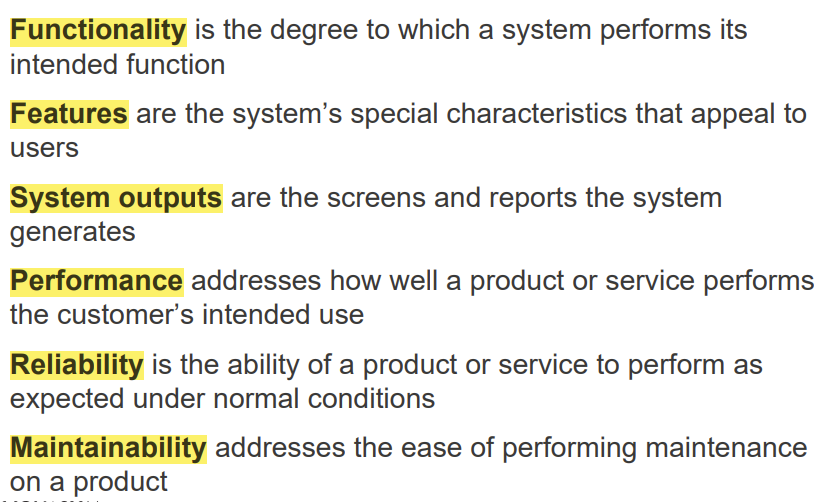 Functionality is the degree to which a system performs its
intended function
Features are the system’s special characteristics that appeal to
users
System outputs are the screens and reports the system
generates
Performance addresses how well a product or service performs
the customer’s intended use
Reliability is the ability of a product or service to perform as
expected under normal conditions
Maintainability addresses the ease of performing maintenance
on a product